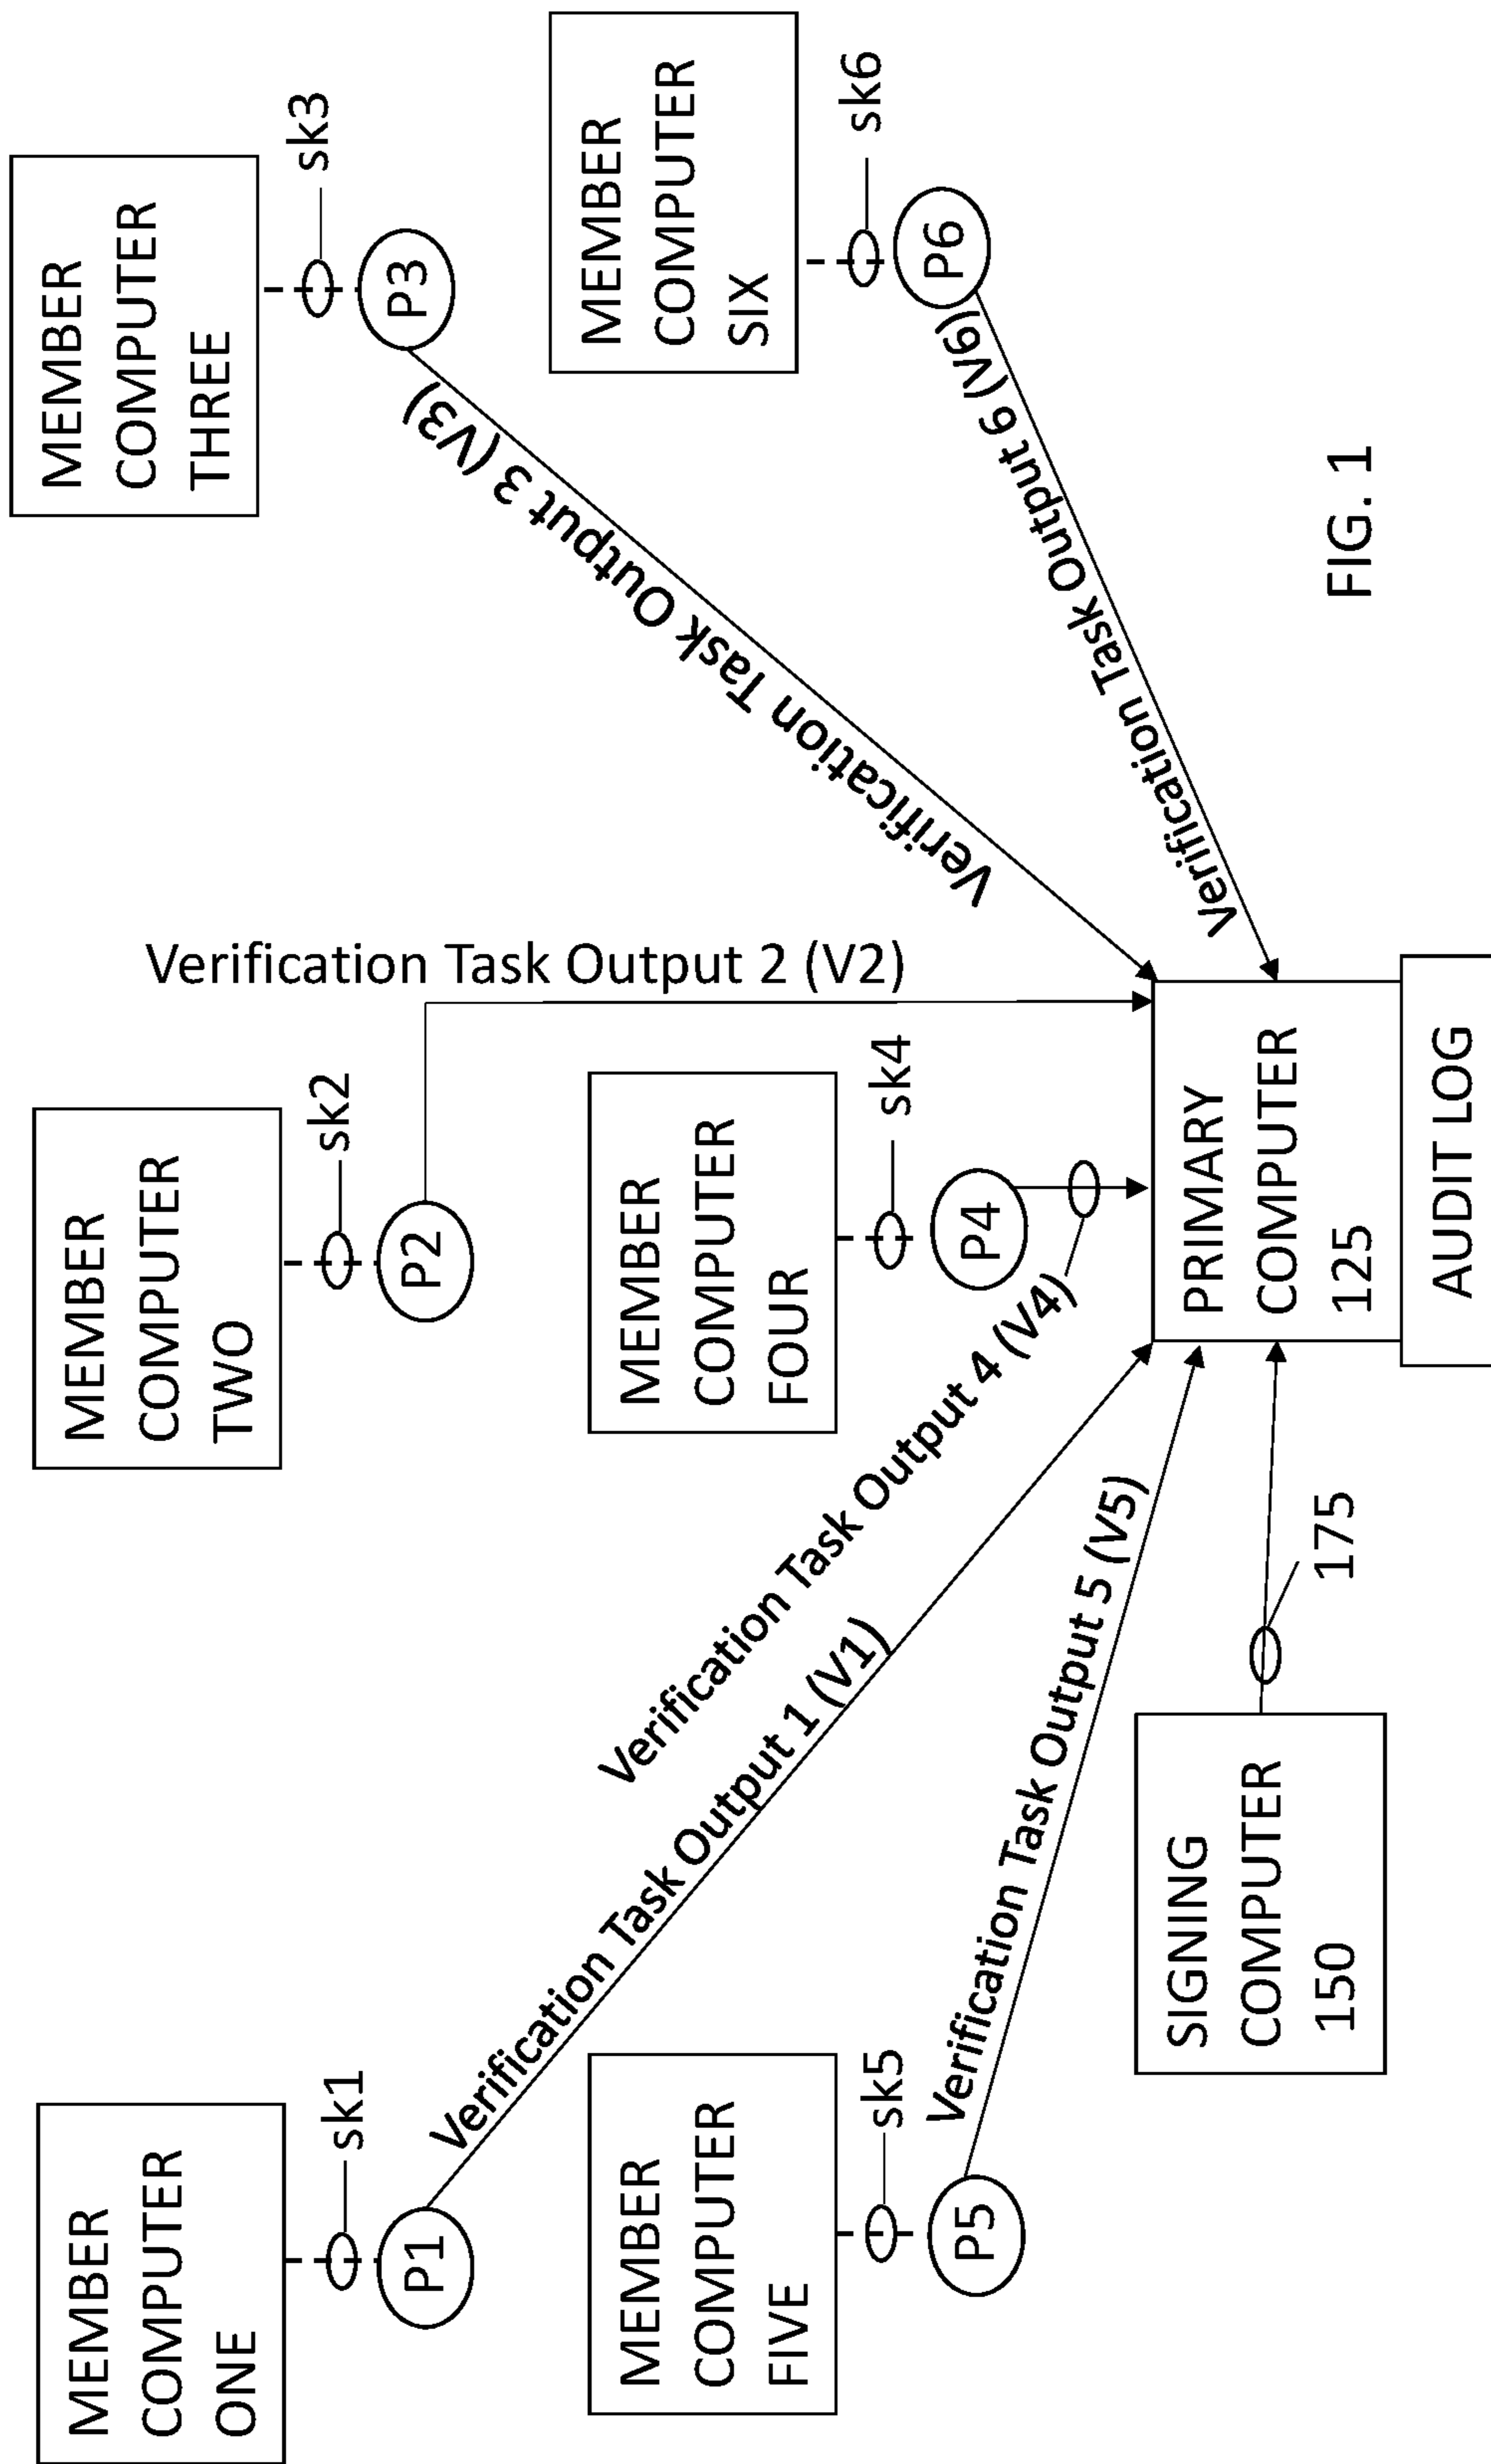 MEMBER
COMPUTER
ONE
sk1
P1
MEMBER
COMPUTER
TWO
sk2
P2
MEMBER
COMPUTER
THREE
sk3
P3
Verification Task Output 1 (V1)
Verification Task Output 2 (V2)
Verification Task Output 3 (V3)
MEMBER
COMPUTER
FIVE
sk5
P5
MEMBER
COMPUTER
FOUR
sk4
P4
MEMBER
COMPUTER
SIX
sk6
P6
Verification Task Output 4 (V4)
Verification Task Output 5 (V5)
Verification Task Output 6 (V6)
SIGNING
COMPUTER
150
175
PRIMARY
COMPUTER
125
AUDIT LOG
FIG. 1